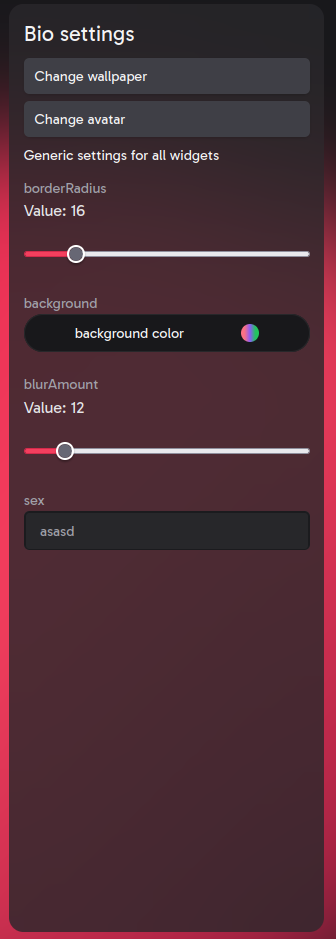 Bio settings
Change wallpaper
Change avatar
Generic settings for all widgets
borderRadius
Value: 16
background
background color
blurAmount
Value: 12
sex
asasd